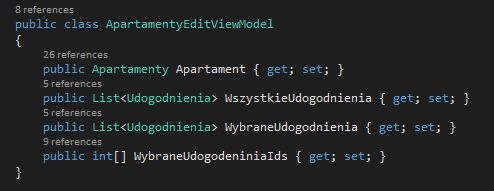 8 references
public class ApartamentyEditViewModel
{
26 references
public Apartamenty Apartament { get; set; }
5 references
public List<Udogodnienia> WszystkieUdogodnienia { get; set; }
5 references
public List<Udogodnienia> WybraneUdogodnienia { get; set; }
9 references
public int[] WybraneUdogodeniniaIds { get; set; }
}